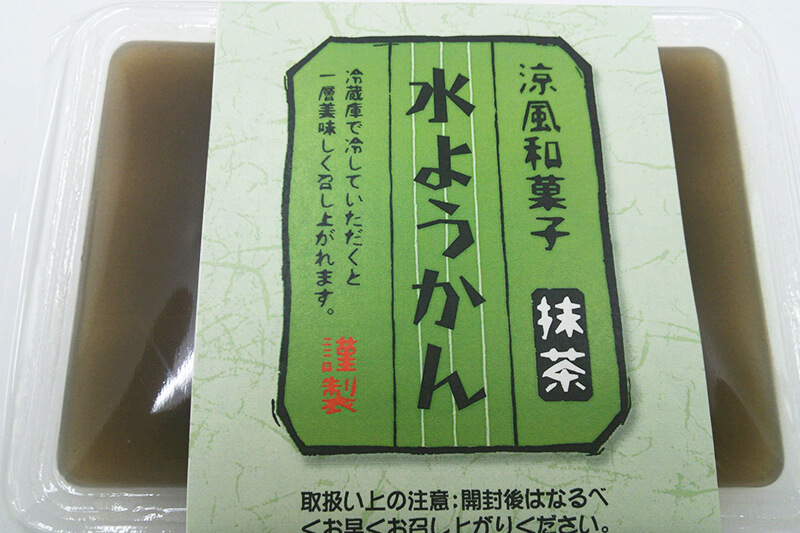 涼風和菓子
抹茶
水ようかん
冷蔵庫で冷していただくと
一層美味しく召し上がれます。
謹製
取扱い上の注意:開封後はなるべ
くお早くお召し上がりください。